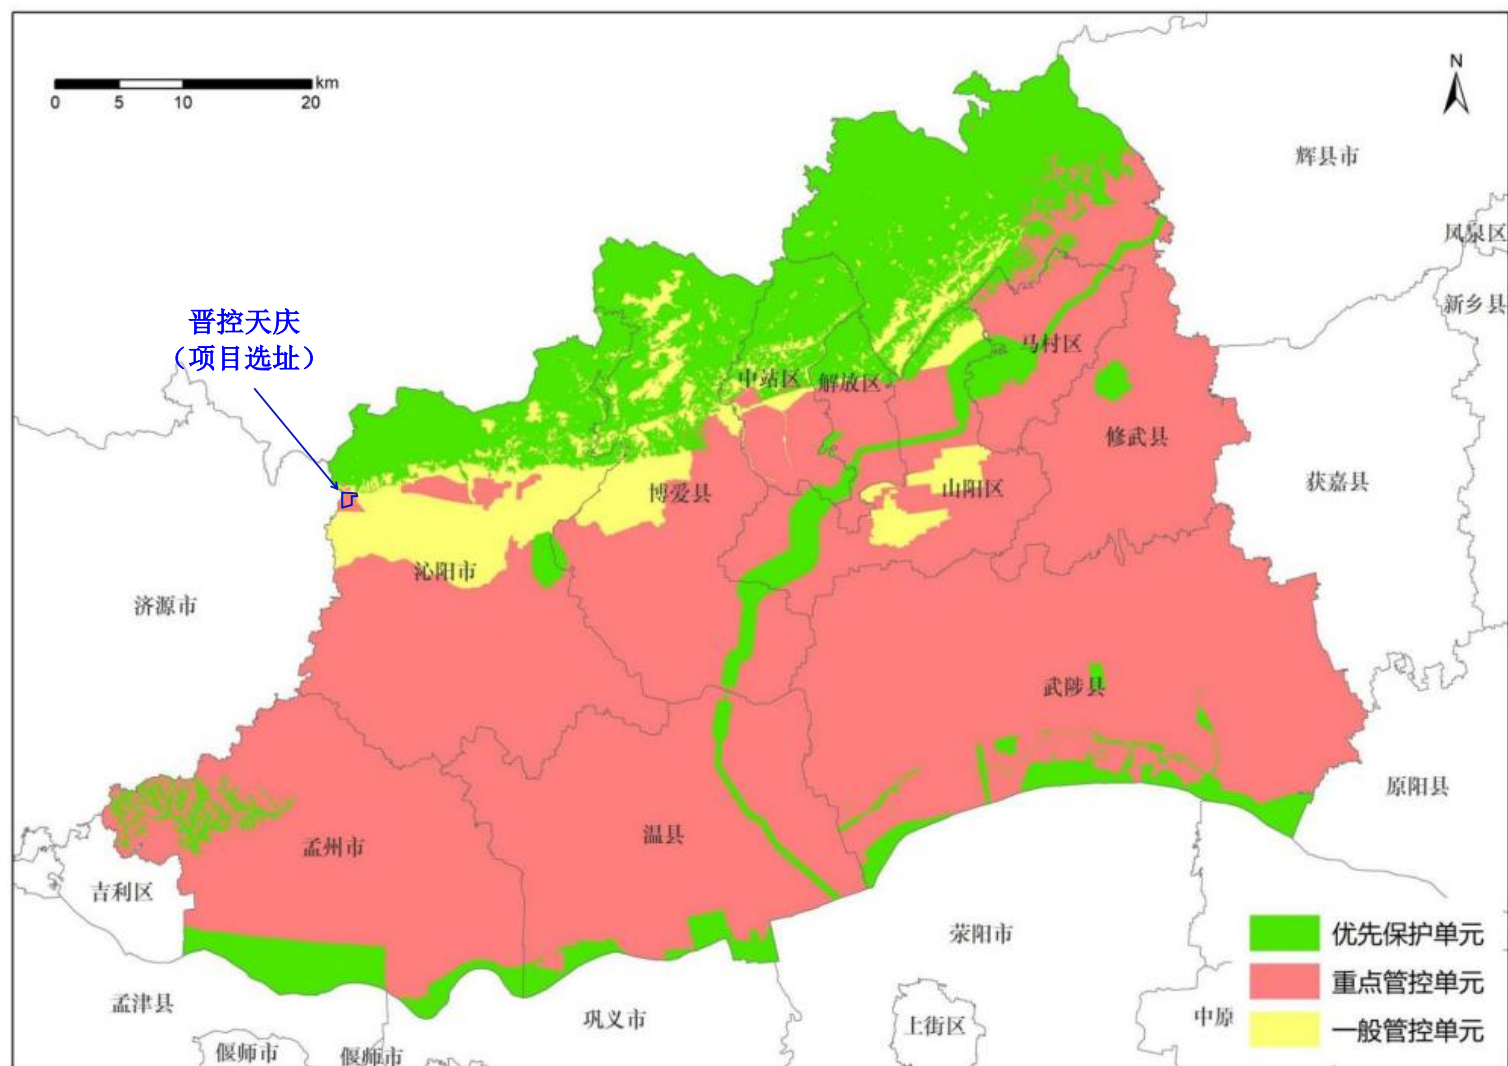 km
0 5 10 20
N
辉县市
凤泉区
新乡县
晋控天庆
（项目选址）
马村区
中站区
解放区
修武县
获嘉县
博爱县
山阳区
沁阳市
济源市
武陟县
原阳县
孟州市
温县
吉利区
荥阳市
优先保护单元
重点管控单元
一般管控单元
孟津县
巩义市
上街区
中原
偃师市
偃师市